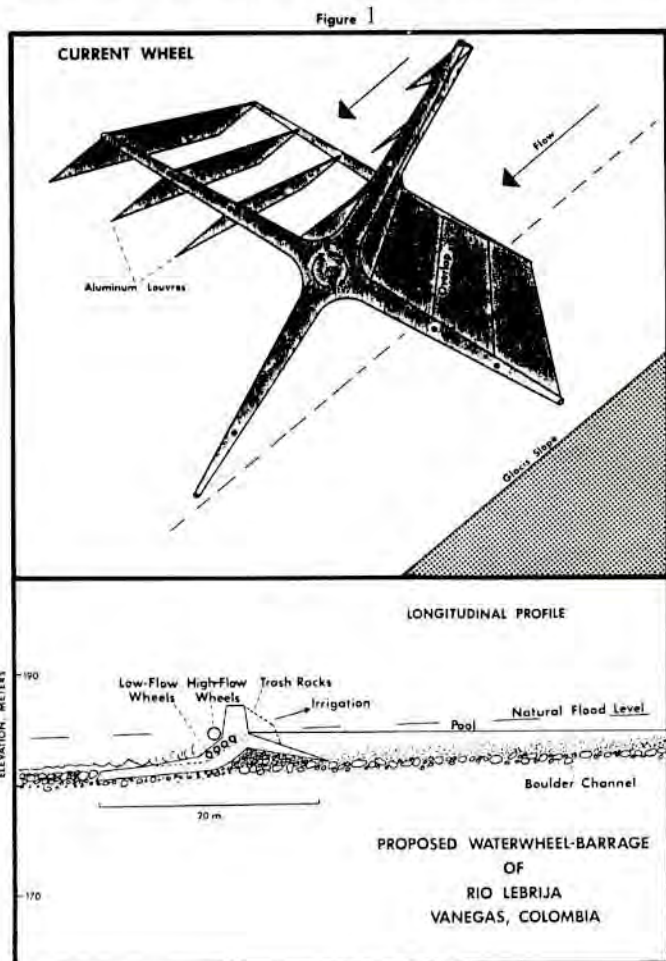 Figure 1
CURRENT WHEEL
Flow
Overlap
Aluminum Louvres
Glacis Slope
LONGITUDINAL PROFILE
190
Low-Flow Wheels
High-Flow Wheels
Trash Racks
Irrigation
Natural Flood Level
Pool
ELEVATION, METERS
Boulder Channel
20 m
PROPOSED WATERWHEEL-BARRAGE
OF
RIO LEBRIJA
VANEGAS, COLOMBIA
170